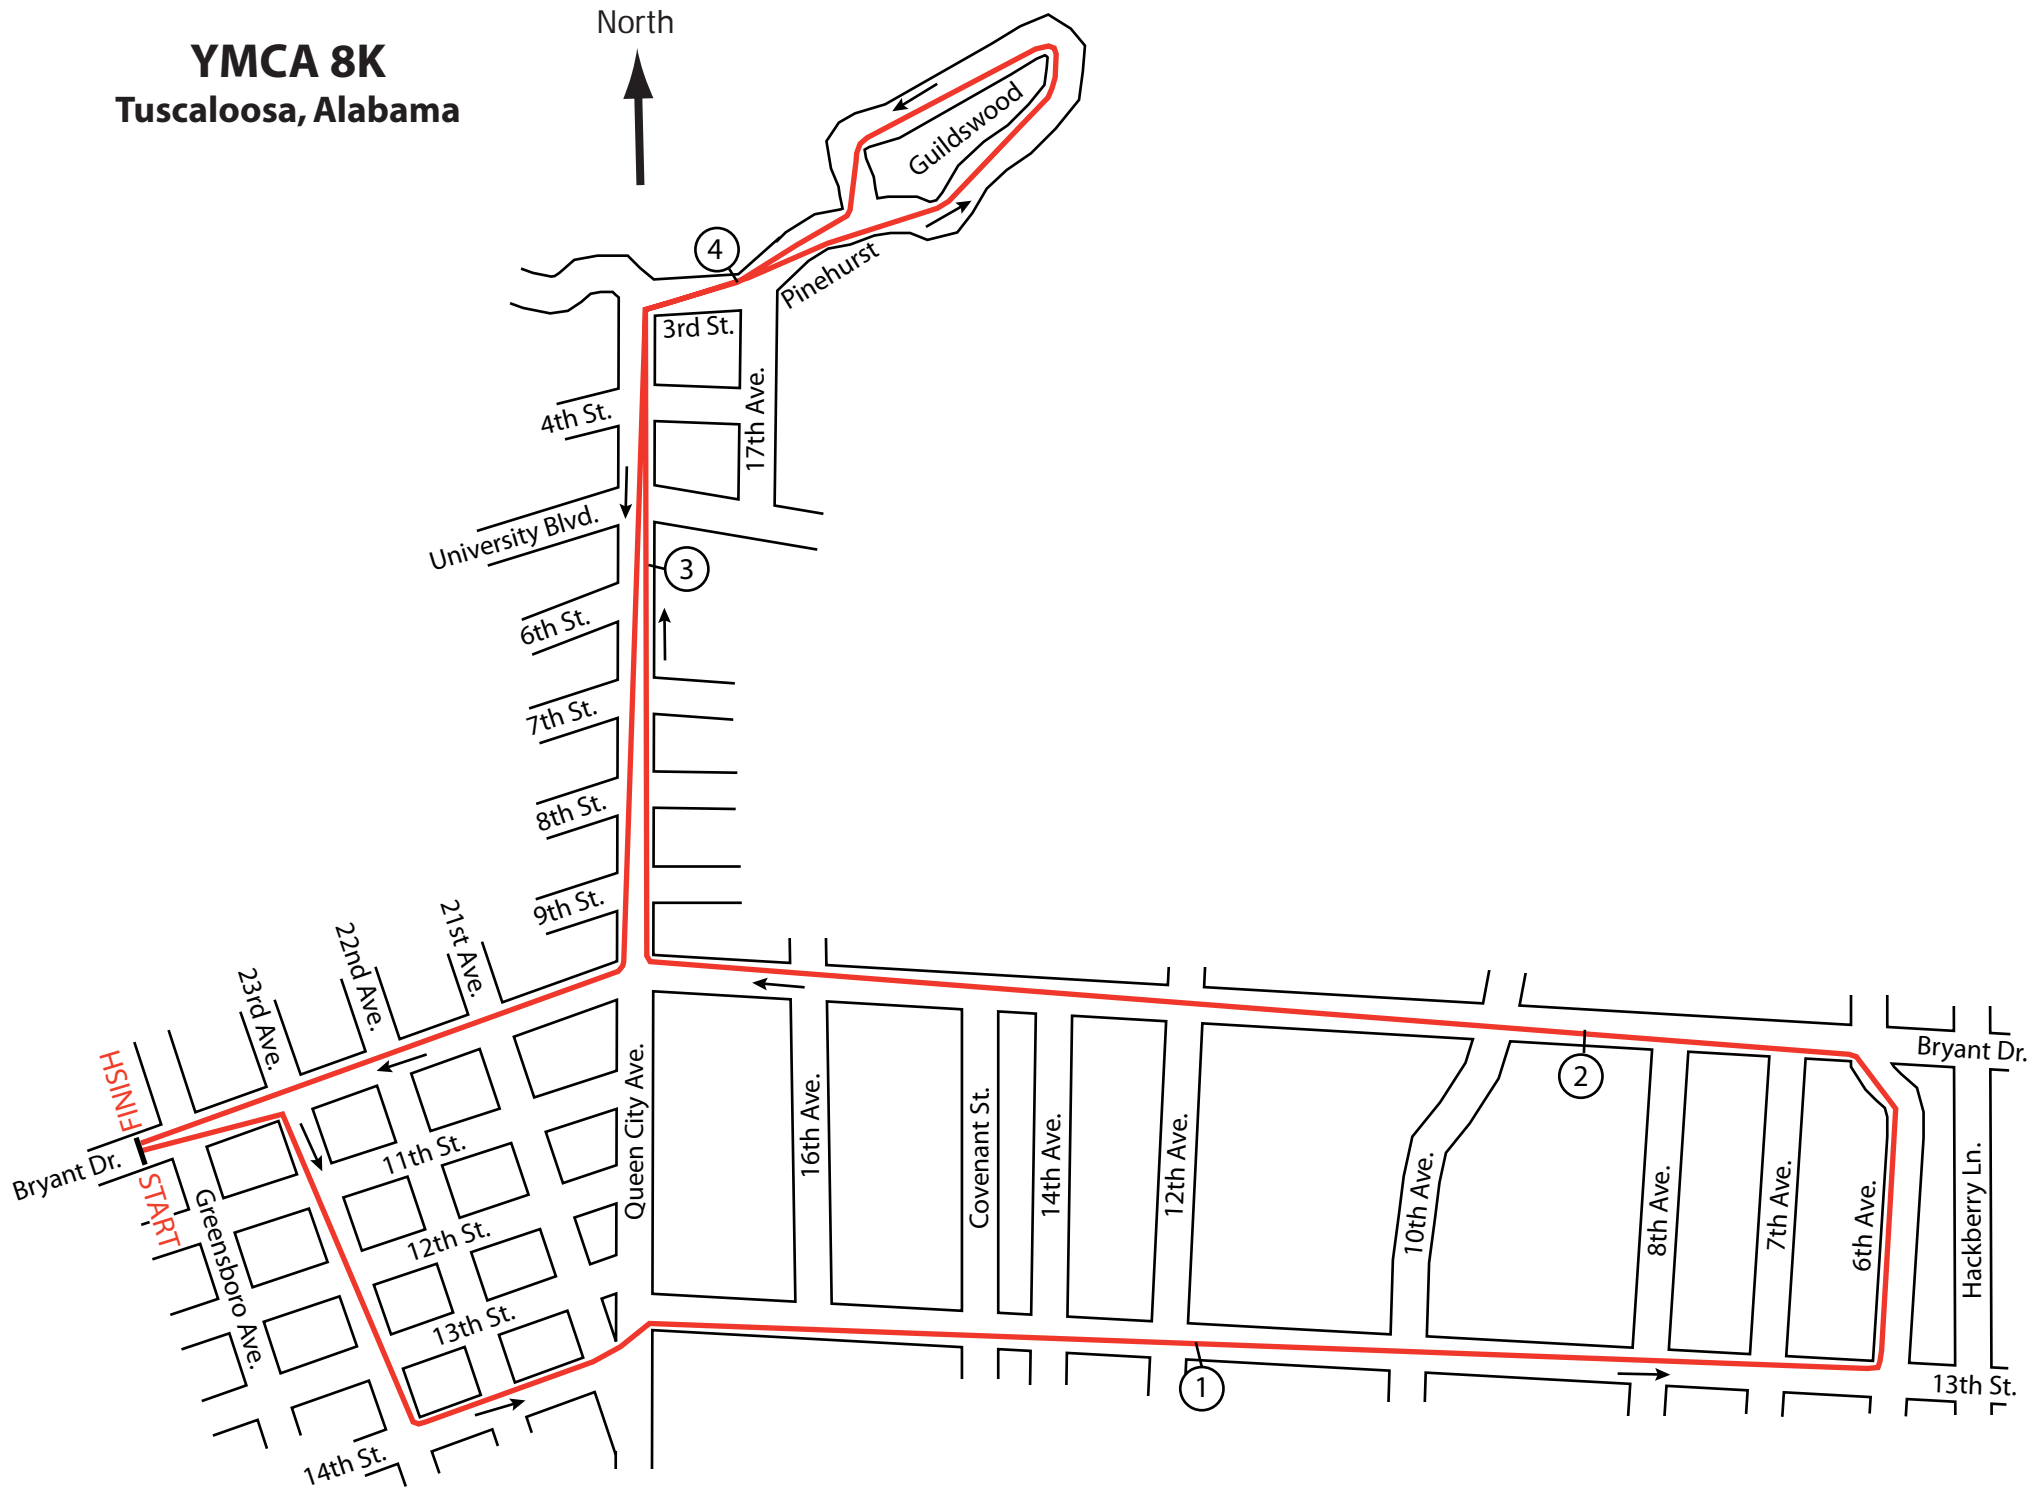 North
YMCA 8K
Tuscaloosa, Alabama
Guildswood
4
Pinehurst
3rd St.
17th Ave.
4th St.
University Blvd.
3
6th St.
7th St.
8th St.
9th St.
21st Ave.
22nd Ave.
23rd Ave.
FINISH
START
Bryant Dr.
Greensboro Ave.
11th St.
12th St.
13th St.
14th St.
Queen City Ave.
16th Ave.
Covenant St.
14th Ave.
12th Ave.
10th Ave.
2
8th Ave.
7th Ave.
6th Ave.
Hackberry Ln.
Bryant Dr.
1
13th St.